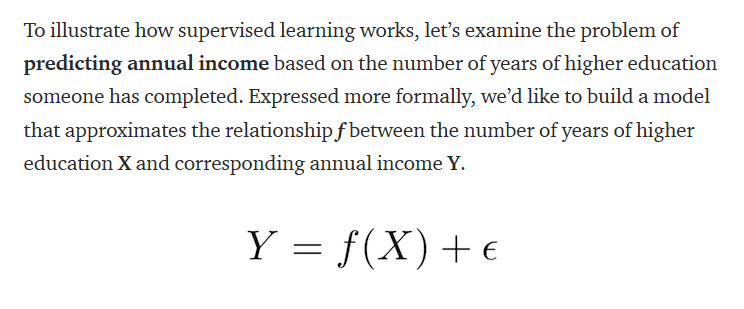 To illustrate how supervised learning works, let’s examine the problem of
predicting annual income based on the number of years of higher education
someone has completed. Expressed more formally, we’d like to build a model
that approximates the relationship f between the number of years of higher
education X and corresponding annual income Y.
Y = f(X) + ϵ